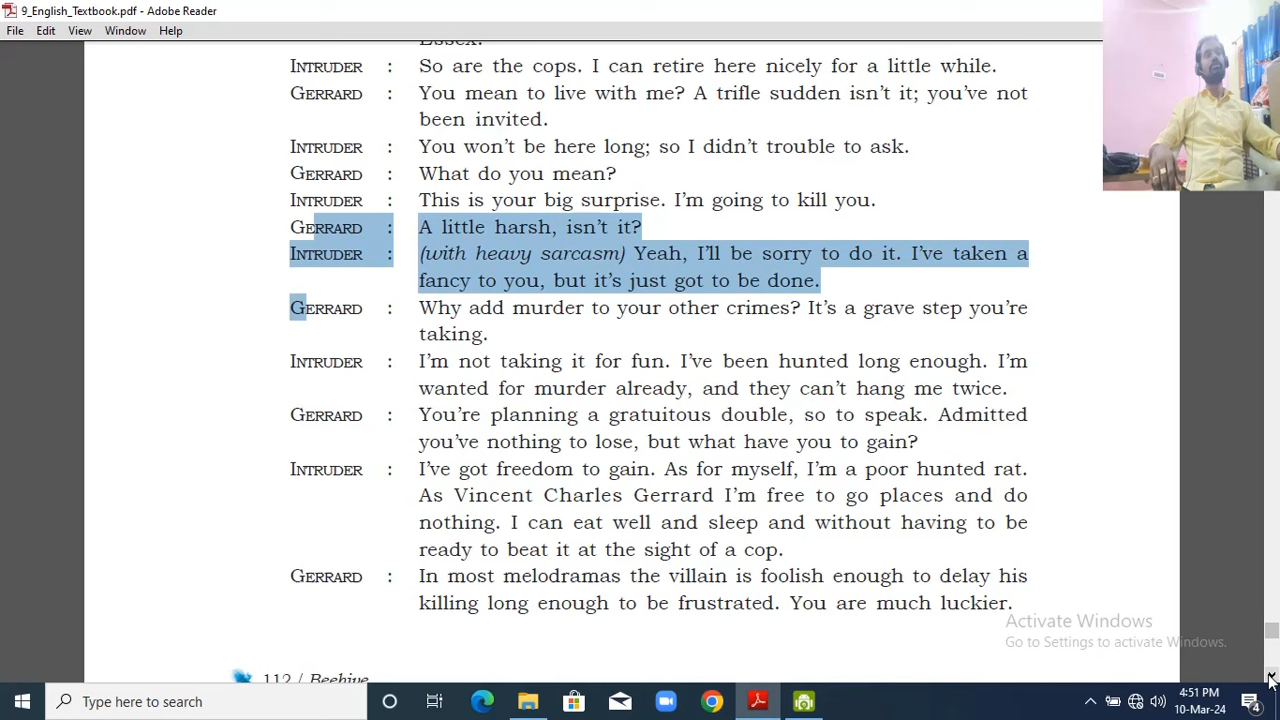 9_English_Textbook.pdf - Adobe Reader
File Edit View Window Help
Essex.
INTRUDER : So are the cops. I can retire here nicely for a little while.
GERRARD : You mean to live with me? A trifle sudden isn't it; you've not
been invited.
INTRUDER : You won't be here long; so I didn't trouble to ask.
GERRARD : What do you mean?
INTRUDER : This is your big surprise. I'm going to kill you.
GERRARD : A little harsh, isn't it?
INTRUDER : (with heavy sarcasm) Yeah, I'll be sorry to do it. I've taken a
fancy to you, but it's just got to be done.
GERRARD : Why add murder to your other crimes? It's a grave step you're
taking.
INTRUDER : I'm not taking it for fun. I've been hunted long enough. I'm
wanted for murder already, and they can't hang me twice.
GERRARD : You're planning a gratuitous double, so to speak. Admitted
you've nothing to lose, but what have you to gain?
INTRUDER : I've got freedom to gain. As for myself, I'm a poor hunted rat.
As Vincent Charles Gerrard I'm free to go places and do
nothing. I can eat well and sleep and without having to be
ready to beat it at the sight of a cop.
GERRARD : In most melodramas the villain is foolish enough to delay his
killing long enough to be frustrated. You are much luckier.
Activate Windows
Go to Settings to activate Windows.
112 / Beehive
Type here to search
4:51 PM
10-Mar-24
4